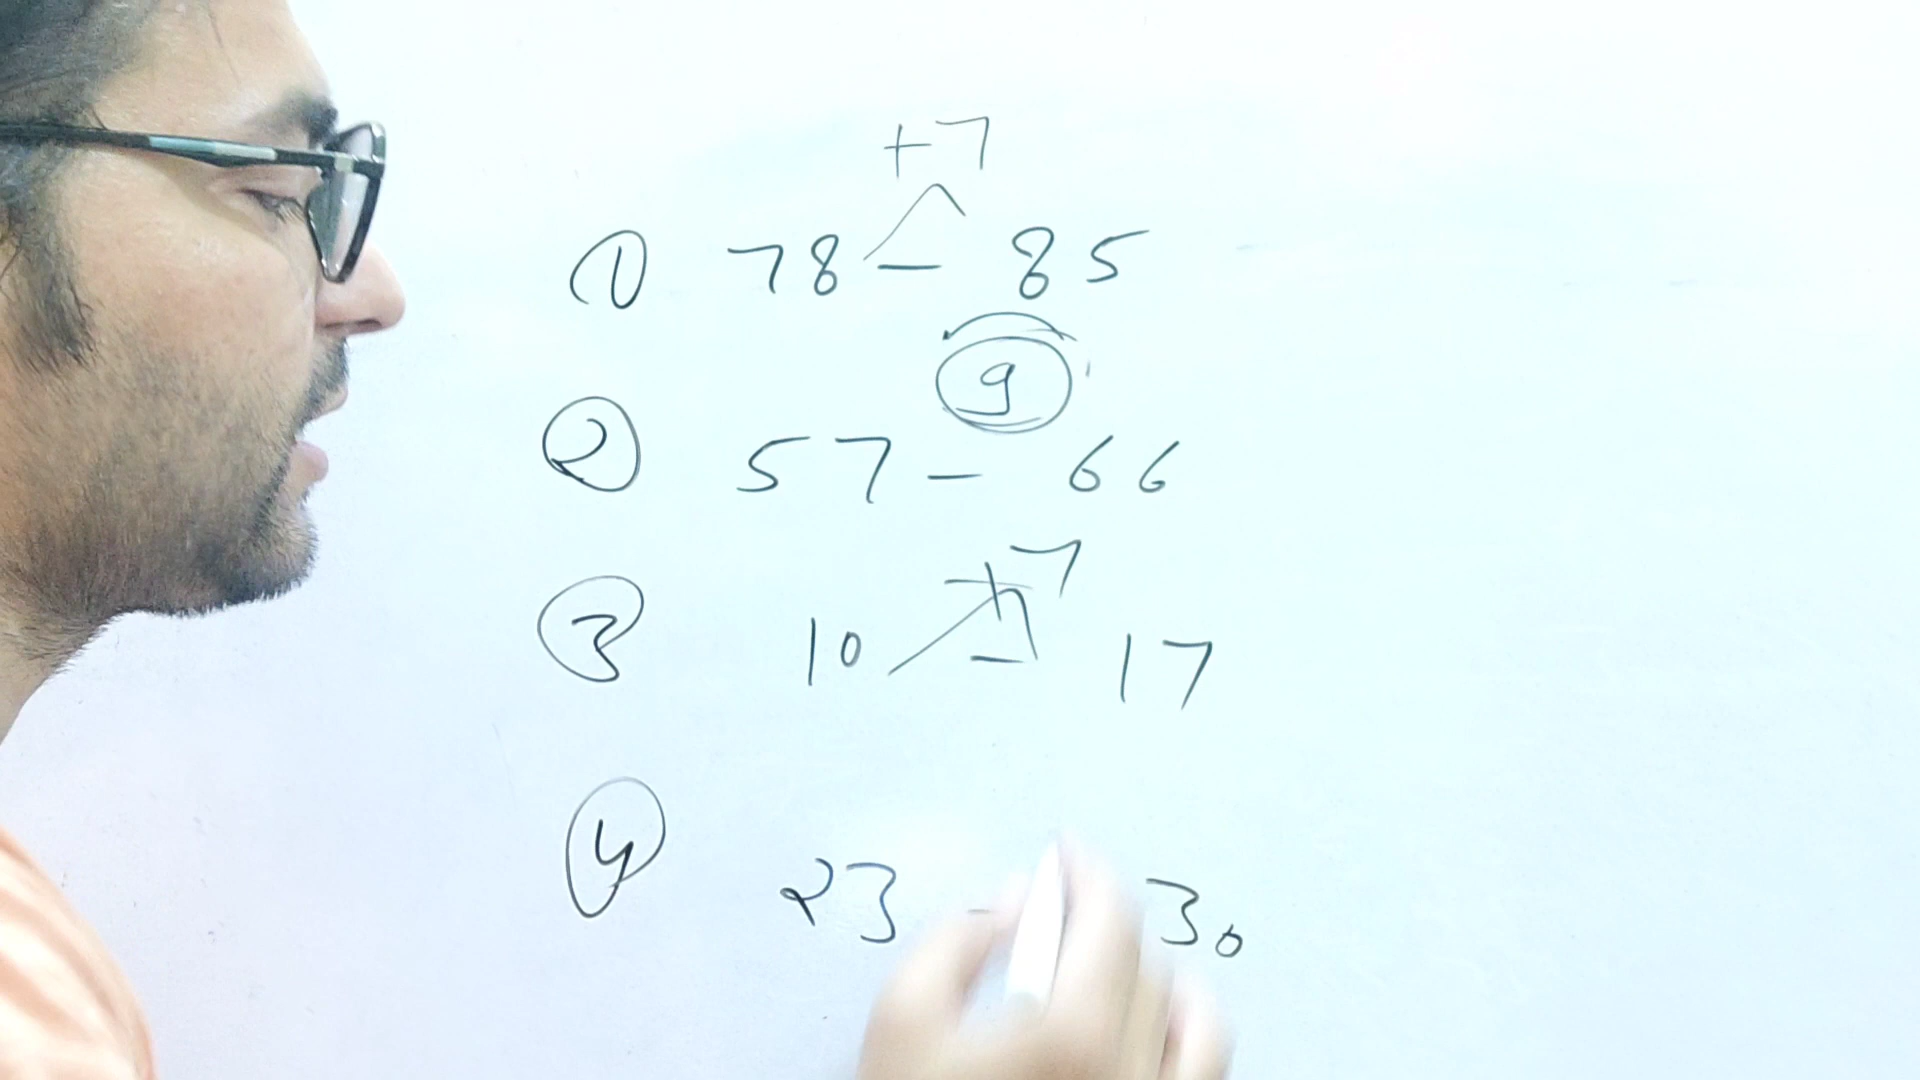 +7
① 78 - 85
9
② 57 - 66
+7
③ 10 - 17
④ 23 - 30